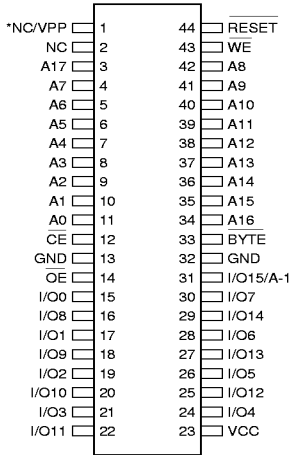 *NC/VPP 1 44 RESET
NC 2 43 WE
A17 3 42 A8
A7 4 41 A9
A6 5 40 A10
A5 6 39 A11
A4 7 38 A12
A3 8 37 A13
A2 9 36 A14
A1 10 35 A15
A0 11 34 A16
CE 12 33 BYTE
GND 13 32 GND
OE 14 31 I/O15/A-1
I/O0 15 30 I/O7
I/O8 16 29 I/O14
I/O1 17 28 I/O6
I/O9 18 27 I/O13
I/O2 19 26 I/O5
I/O10 20 25 I/O12
I/O3 21 24 I/O4
I/O11 22 23 VCC